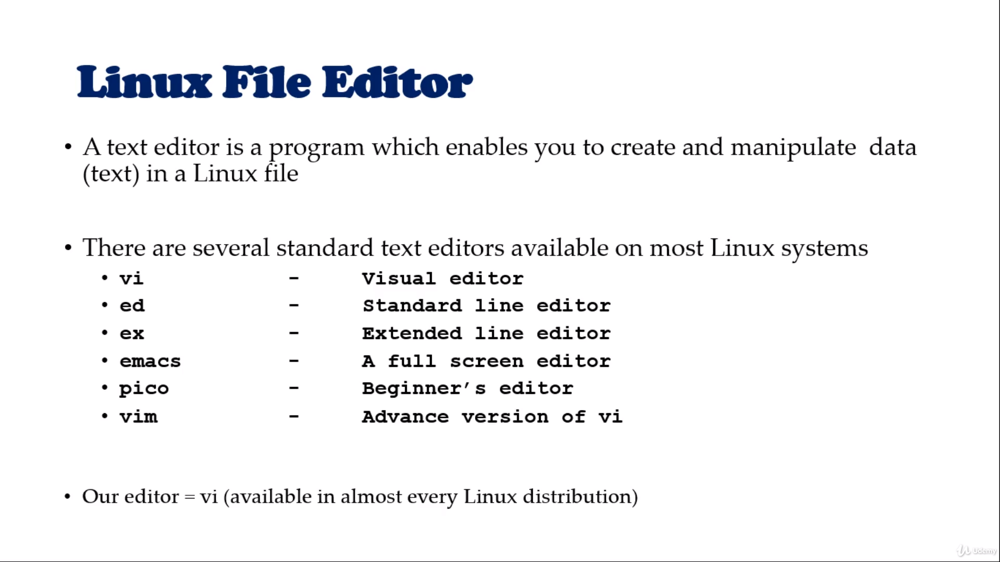 Linux File Editor
• A text editor is a program which enables you to create and manipulate  data
(text) in a Linux file
• There are several standard text editors available on most Linux systems
• vi - Visual editor
• ed - Standard line editor
• ex - Extended line editor
• emacs - A full screen editor
• pico - Beginner’s editor
• vim - Advance version of vi
• Our editor = vi (available in almost every Linux distribution)
Udemy